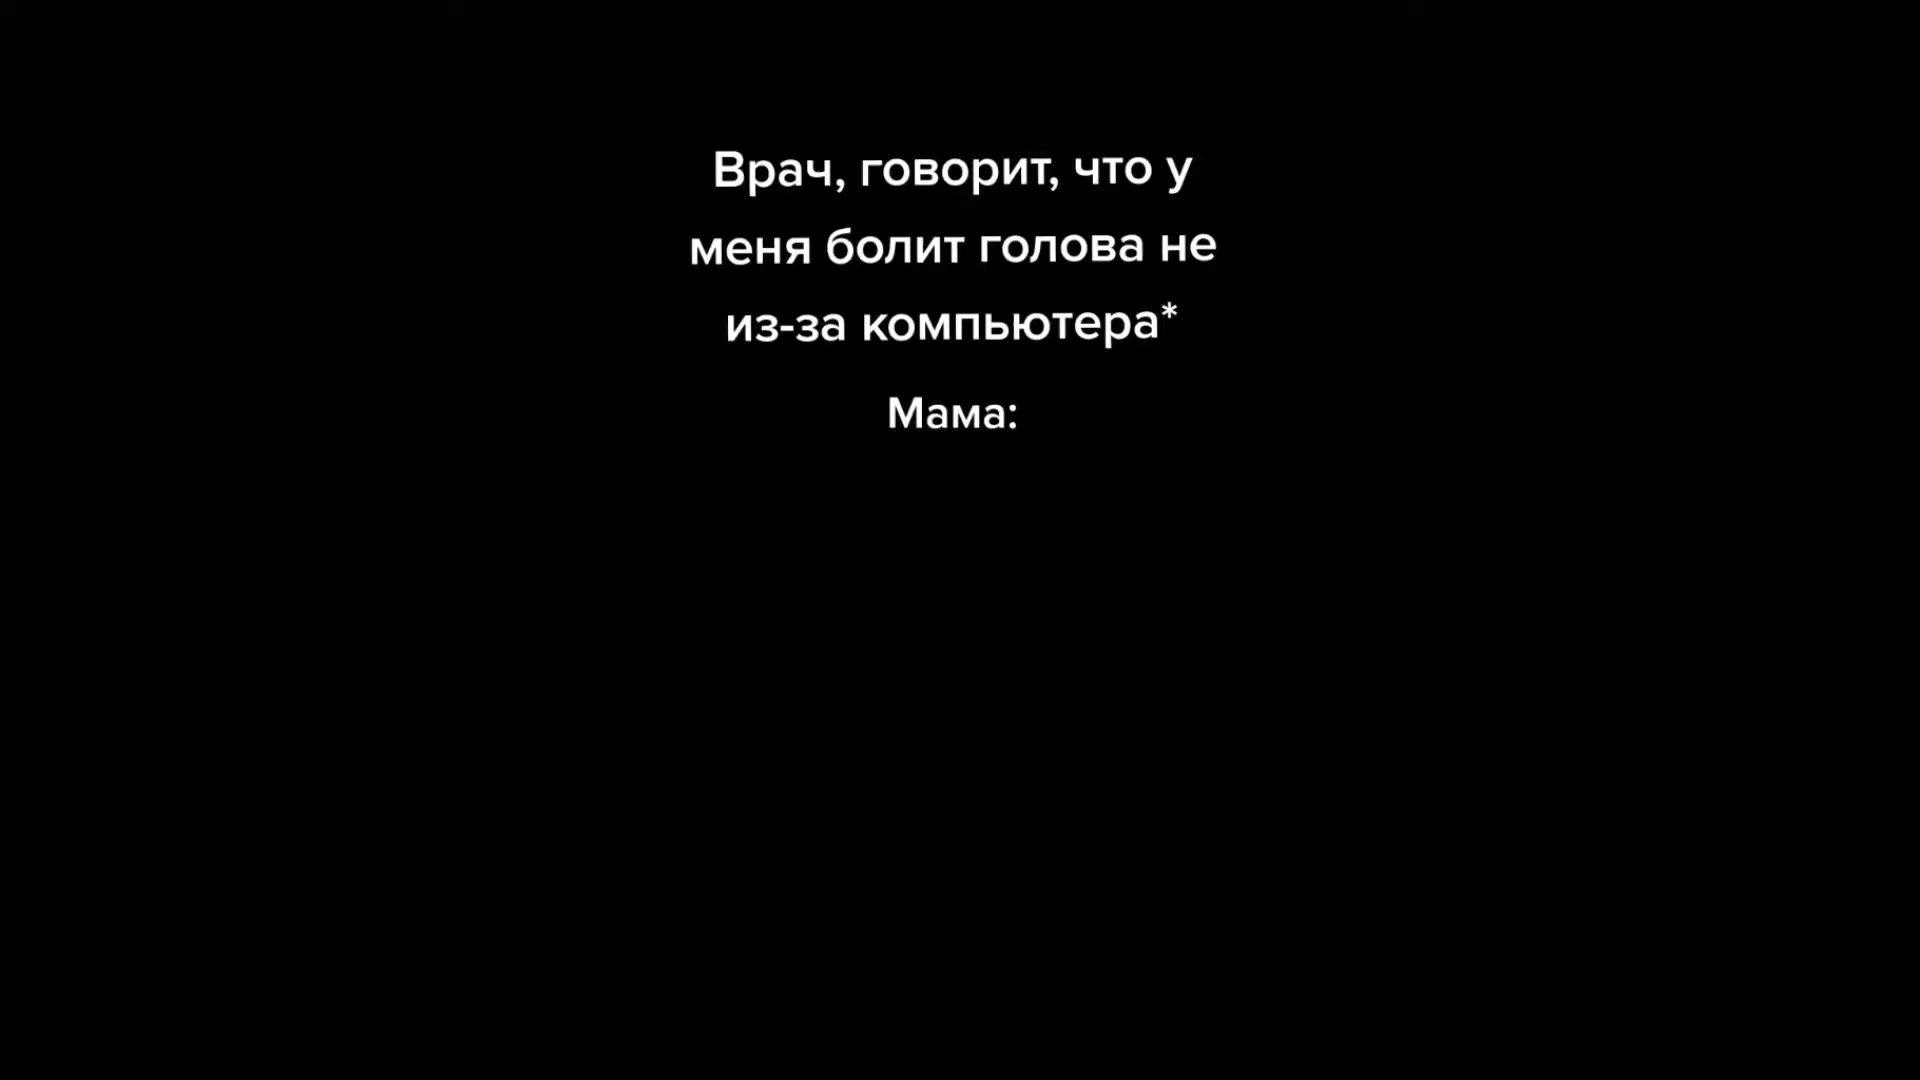 Врач, говорит, что у
меня болит голова не
из-за компьютера*
Мама: